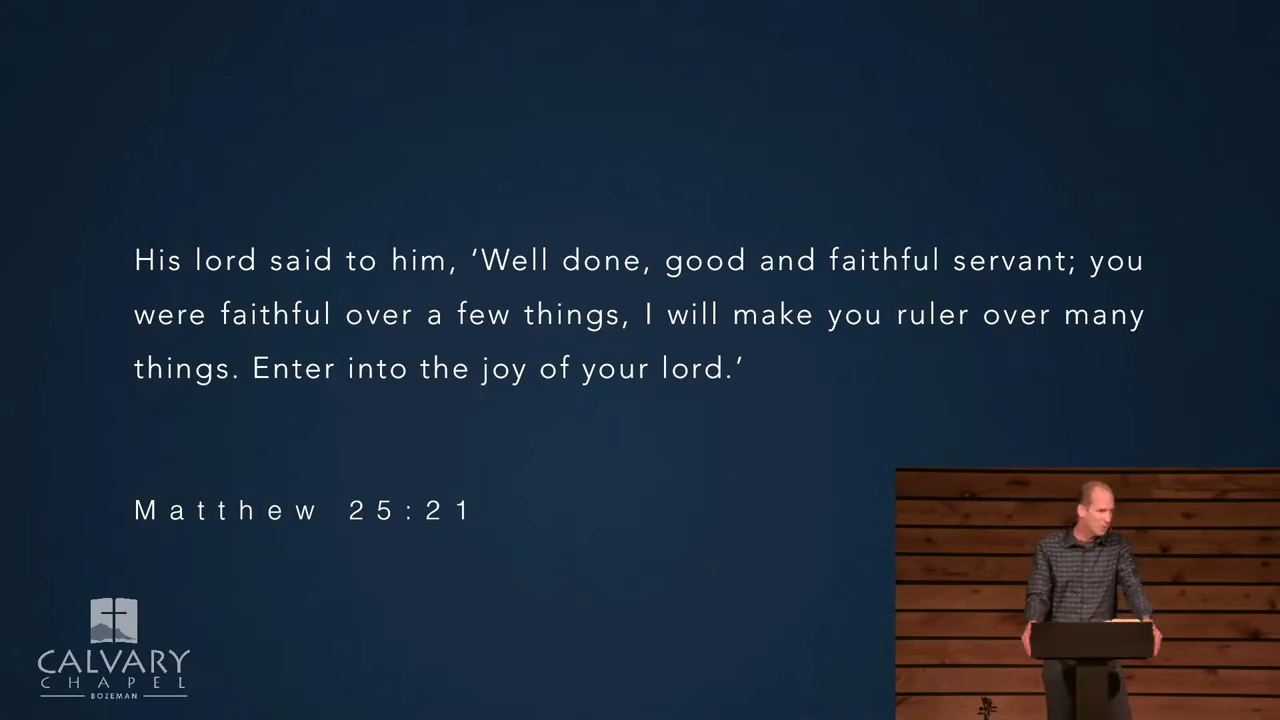 His lord said to him, ‘Well done, good and faithful servant; you
were faithful over a few things, I will make you ruler over many
things. Enter into the joy of your lord.’
Matthew 25:21
CALVARY
CHAPEL
BOZEMAN